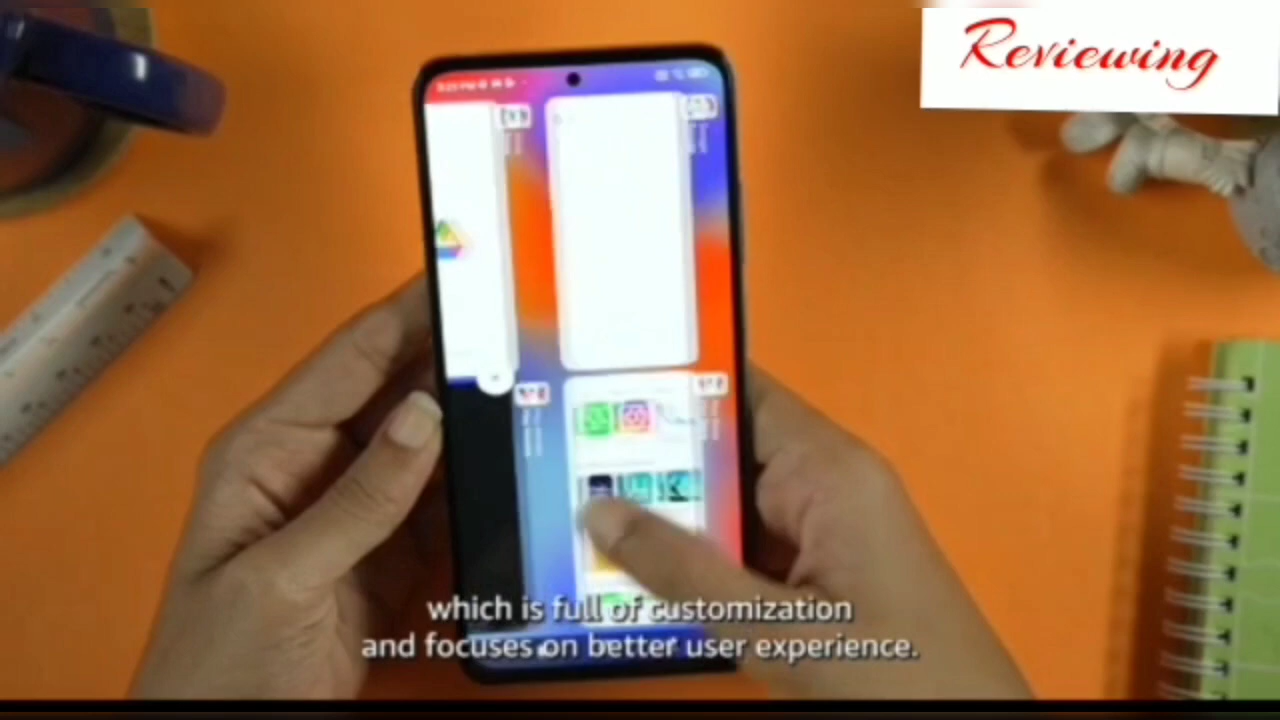 Reviewing
which is full of customization
and focuses on better user experience.